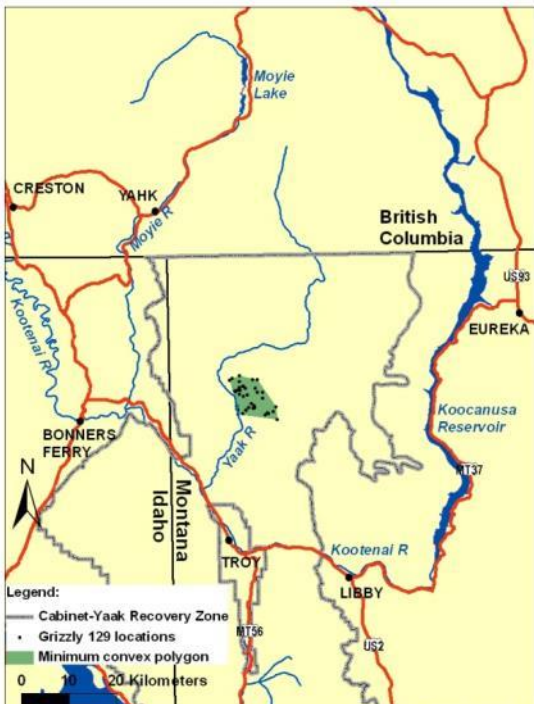 Moyie
Lake
CRESTON
YAHK
Moyie R
British
Columbia
US93
Kootenai R
EUREKA
Koocanusa
Reservoir
BONNERS
FERRY
Yaak R
MT37
N
Montana
Idaho
TROY
Kootenai R
LIBBY
MT56
US2
Legend:
Cabinet-Yaak Recovery Zone
Grizzly 129 locations
Minimum convex polygon
0 10 20 Kilometers